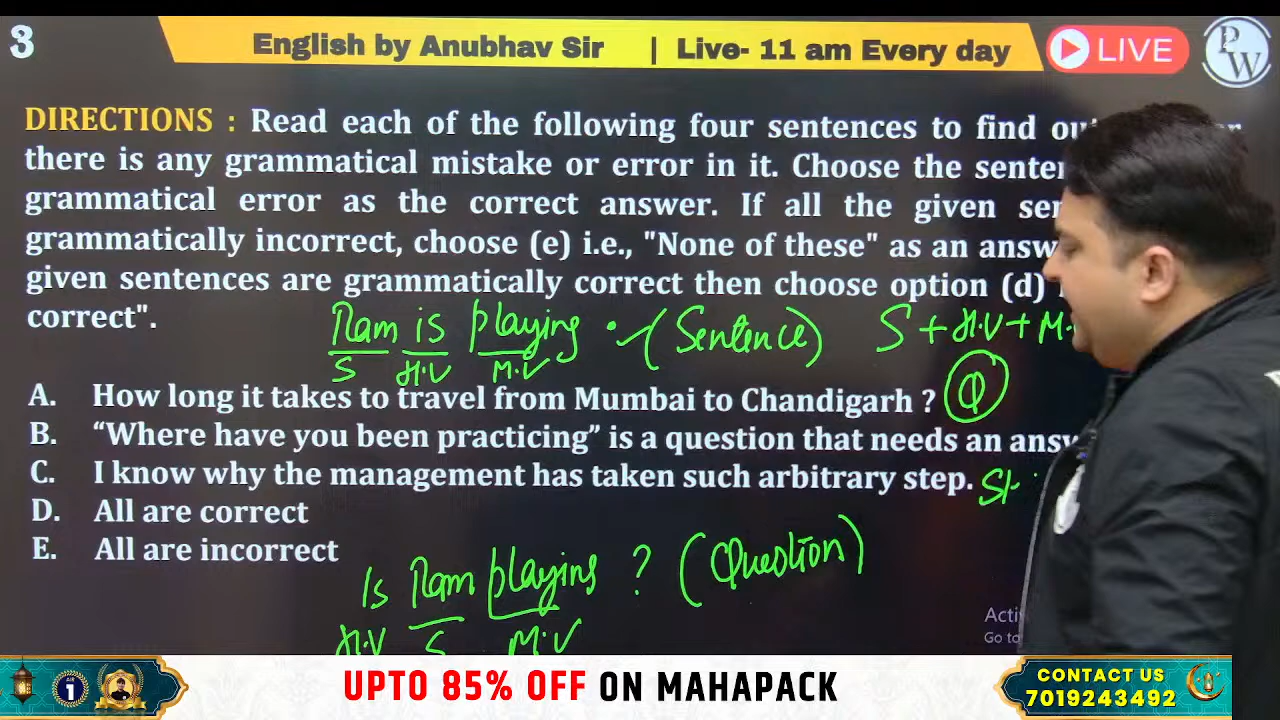 3
English by Anubhav Sir | Live- 11 am Every day
LIVE
PW
DIRECTIONS : Read each of the following four sentences to find
there is any grammatical mistake or error in it. Choose the
grammatical error as the correct answer. If all the given
grammatically incorrect, choose (e) i.e., "None of these" as an
given sentences are grammatically correct then choose option (d)
correct".
Ram is playing . (Sentence) S + H.V +
S H.V M.V
A. How long it takes to travel from Mumbai to Chandigarh ? Q
B. “Where have you been practicing” is a question that needs an
C. I know why the management has taken such arbitrary step.
D. All are correct
E. All are incorrect
Is Ram playing ? (Question)
H.V S M.V
1
UPTO 85% OFF ON MAHAPACK
CONTACT US
7019243492